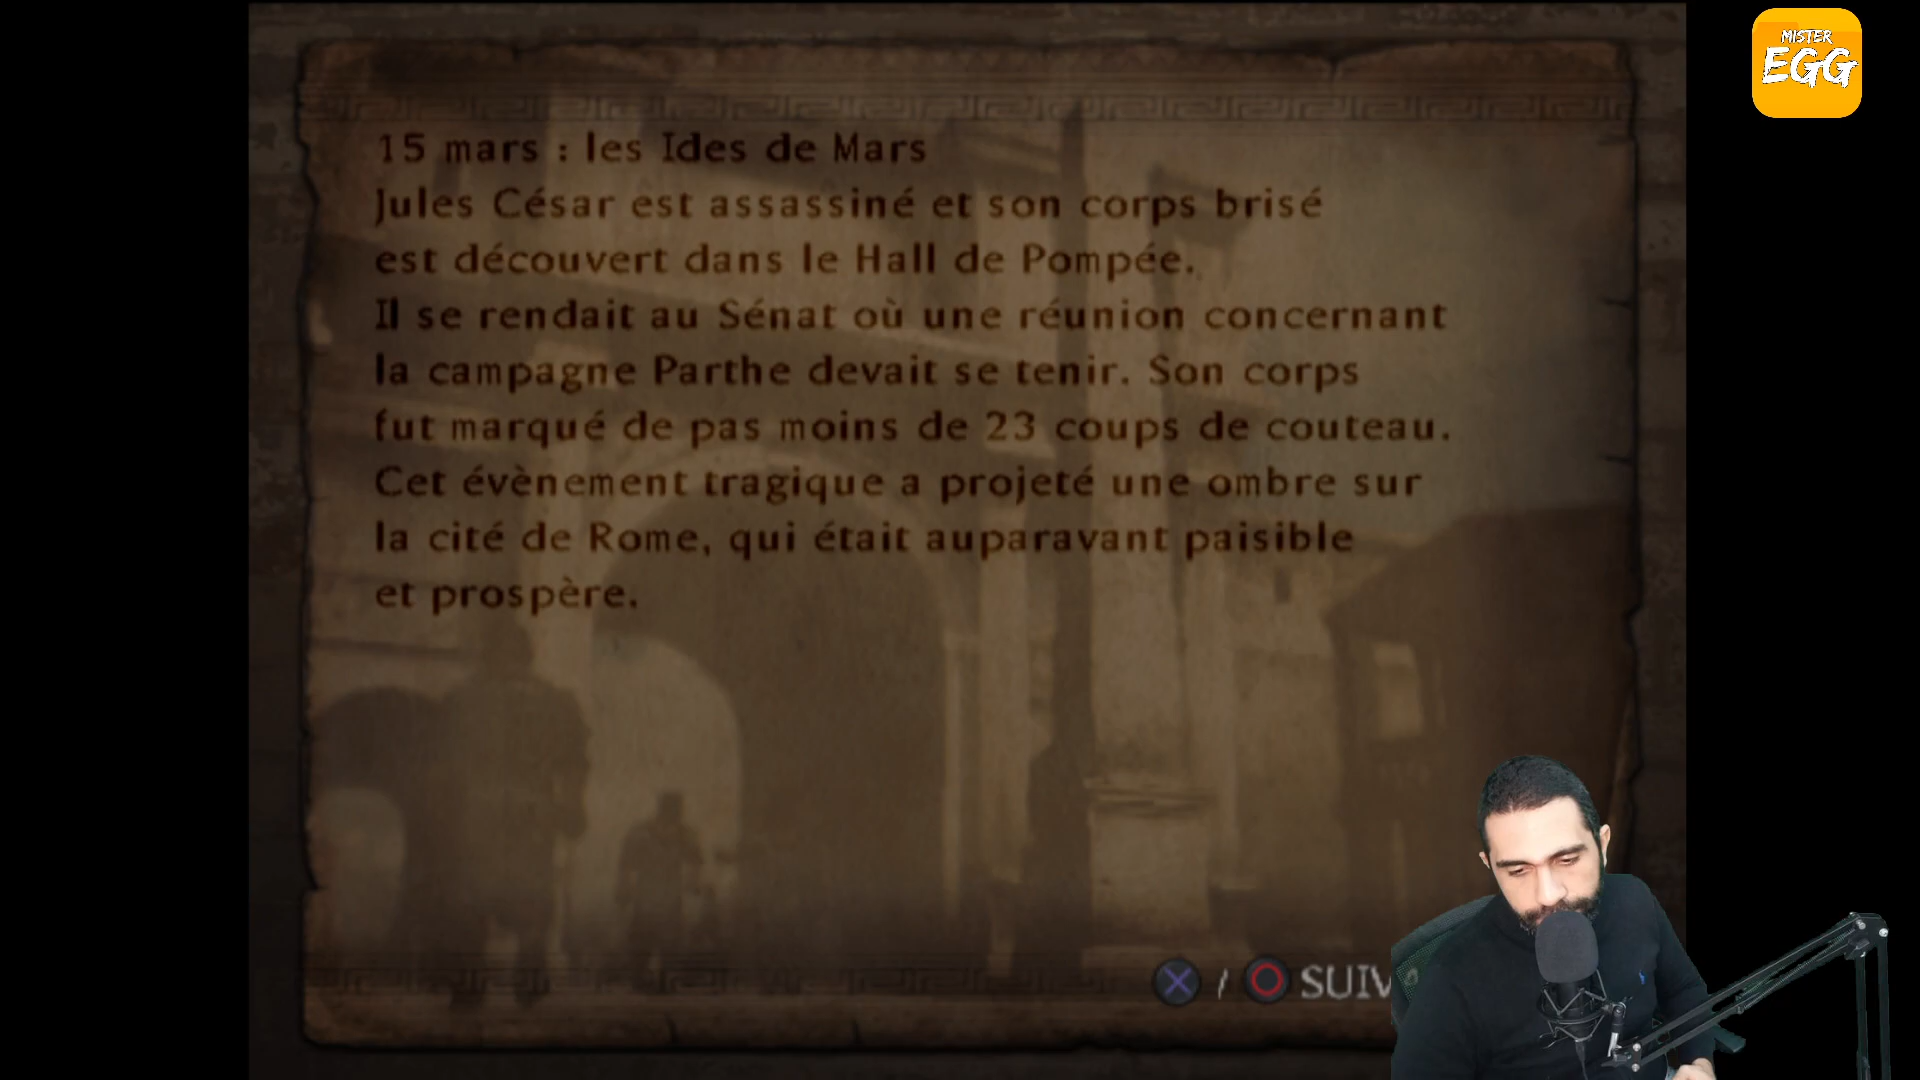 MISTER
EGG
15 mars : les Ides de Mars
Jules César est assassiné et son corps brisé
est découvert dans le Hall de Pompée.
Il se rendait au Sénat où une réunion concernant
la campagne Parthe devait se tenir. Son corps
fut marqué de pas moins de 23 coups de couteau.
Cet évènement tragique a projeté une ombre sur
la cité de Rome, qui était auparavant paisible
et prospère.
/ SUIV